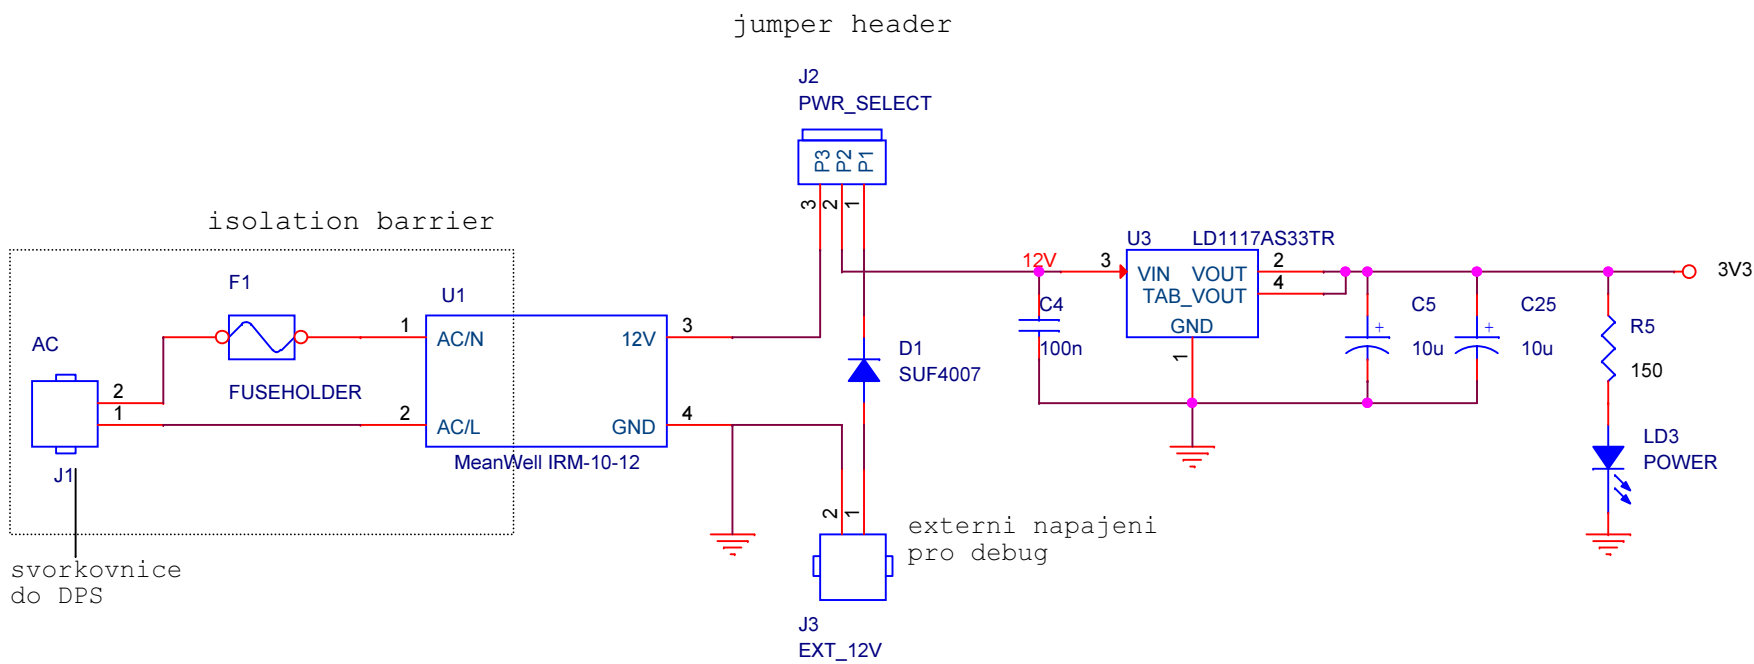 jumper header
J2
PWR_SELECT
P3
P2
P1
3
2
1
isolation barrier
F1
FUSEHOLDER
AC
2
1
J1
U1
1
AC/N
12V
3
2
AC/L
GND
4
MeanWell IRM-10-12
svorkovnice
do DPS
D1
SUF4007
2
1
externi napajeni
pro debug
J3
EXT_12V
12V
C4
100n
U3
LD1117AS33TR
3
VIN
VOUT
2
TAB_VOUT
4
GND
1
C5
+
10u
C25
+
10u
3V3
R5
150
LD3
POWER